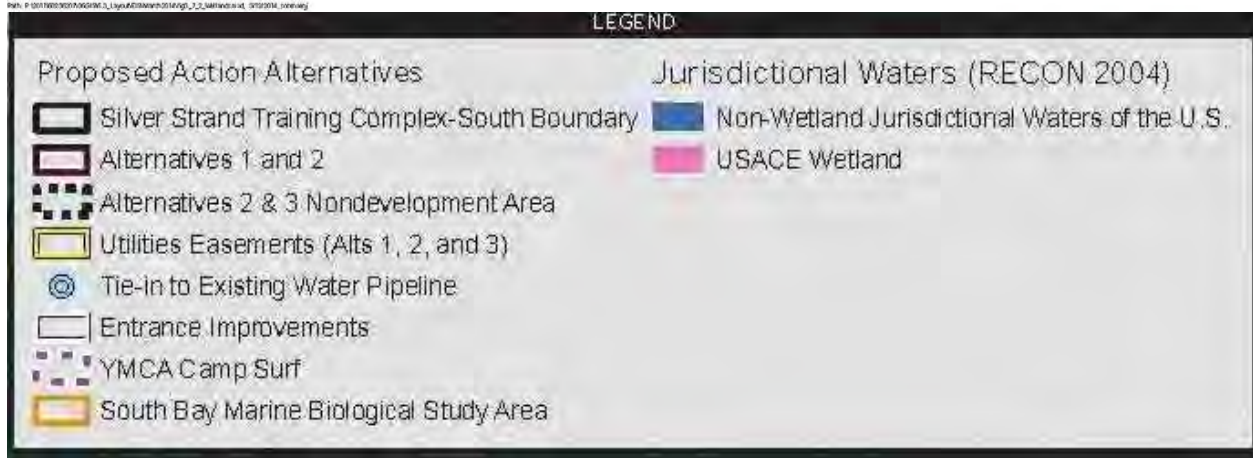 LEGEND
Proposed Action Alternatives
Silver Strand Training Complex-South Boundary
Alternatives 1 and 2
Alternatives 2 & 3 Nondevelopment Area
Utilities Easements (Alts 1, 2, and 3)
Tie-in to Existing Water Pipeline
Entrance Improvements
YMCA Camp Surf
South Bay Marine Biological Study Area
Jurisdictional Waters (RECON 2004)
Non-Wetland Jurisdictional Waters of the U.S.
USACE Wetland